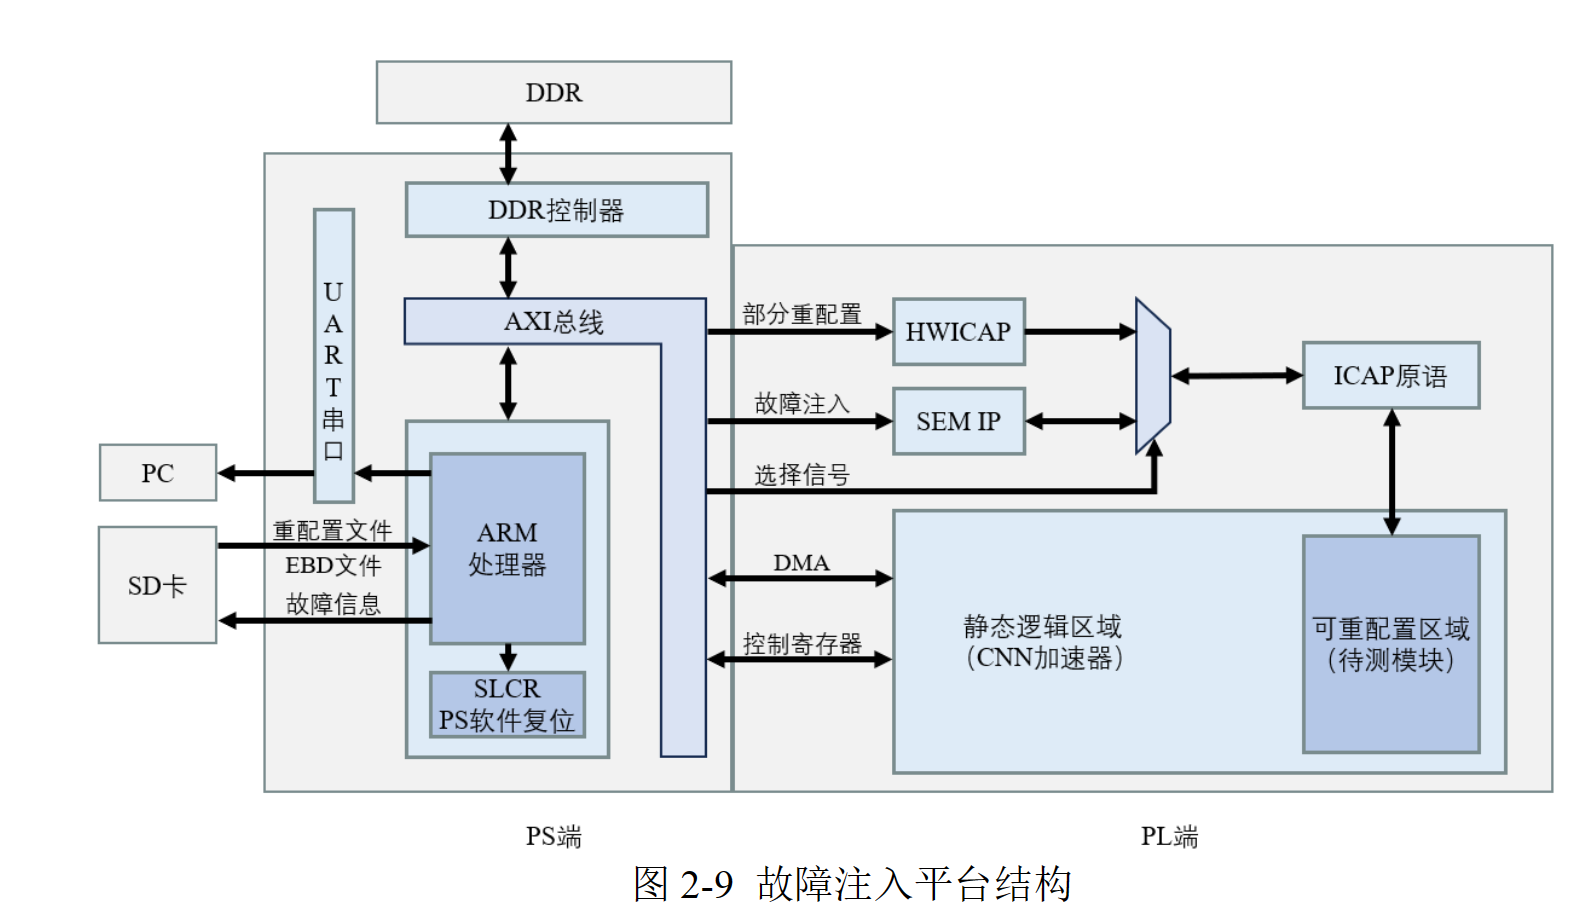 DDR
DDR控制器
U
A
R
T
串
口
AXI总线
部分重配置
HWICAP
ICAP原语
故障注入
SEM IP
选择信号
PC
重配置文件
EBD文件
故障信息
SD卡
ARM
处理器
SLCR
PS软件复位
DMA
控制寄存器
静态逻辑区域
（CNN加速器）
可重配置区域
（待测模块）
PS端
PL端
图 2-9 故障注入平台结构